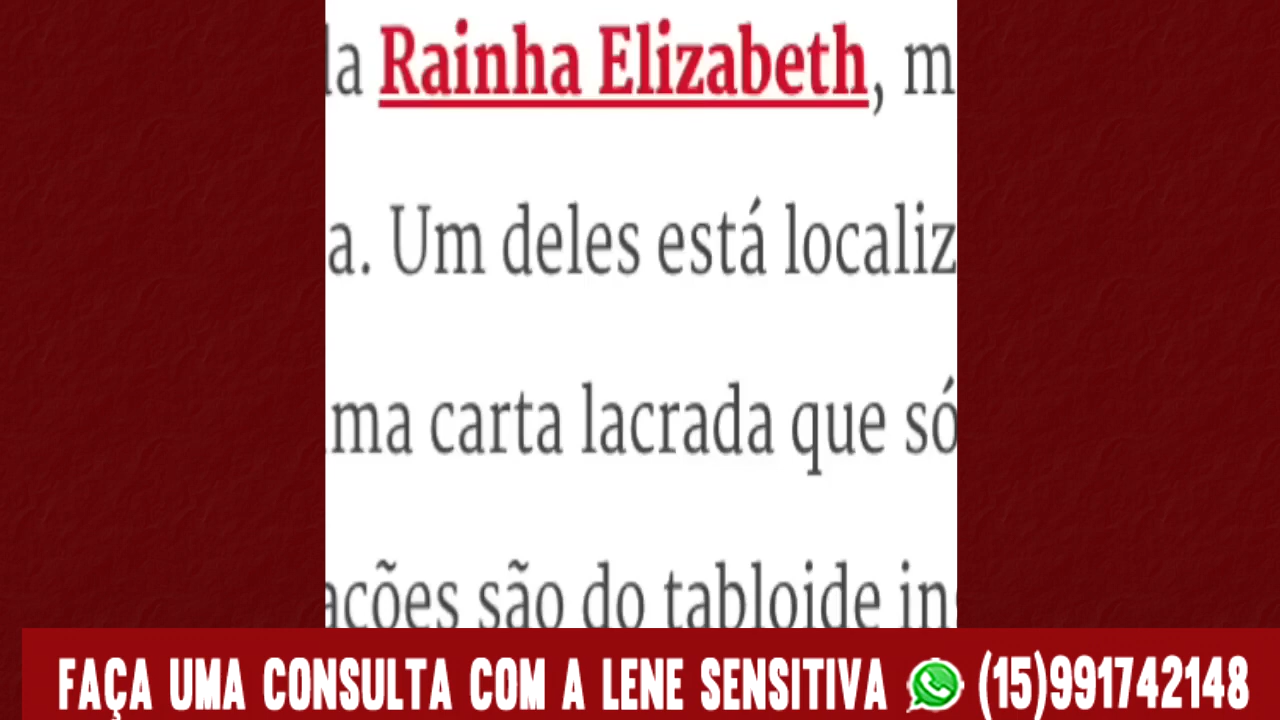 la Rainha Elizabeth, m
a. Um deles está localiz
ma carta lacrada que só
ações são do tabloide in
FAÇA UMA CONSULTA COM A LENE SENSITIVA (15)991742148